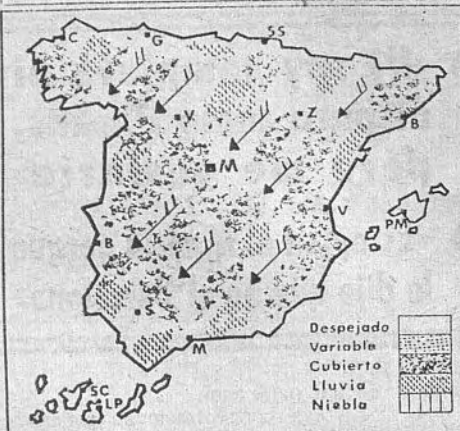 C
G
SS
V
Z
B
M
V
PM
B
S
M
SC
LP
Despejado
Variable
Cubierto
Lluvia
Niebla